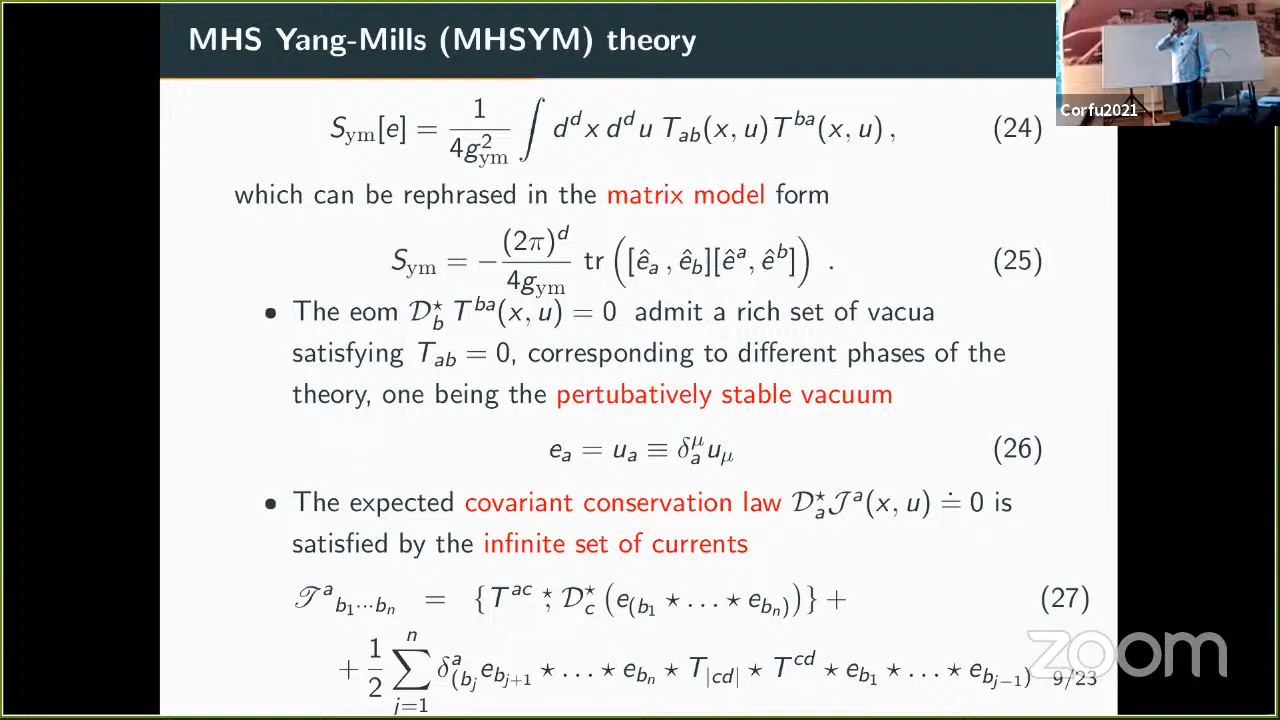 MHS Yang-Mills (MHSYM) theory
Corfu2021
S_ym[e] = 1/(4g²_ym) ∫ d^d x d^d u T_ab(x, u) T^ba(x, u) , (24)
which can be rephrased in the matrix model form
S_ym = −(2π)^d/(4g_ym) tr ([ê_a , ê_b][ê^a, ê^b]) . (25)
• The eom 𝒟*_b T^ba(x, u) = 0 admit a rich set of vacua
satisfying T_ab = 0, corresponding to different phases of the
theory, one being the pertubatively stable vacuum
e_a = u_a ≡ δ^μ_a u_μ (26)
• The expected covariant conservation law 𝒟*_a 𝒥^a(x, u) ≐ 0 is
satisfied by the infinite set of currents
𝒯^a_{b_1···b_n} = {T^ac ⋆, 𝒟*_c (e_(b_1 ⋆ … ⋆ e_b_n))} + (27)
+ 1/2 ∑_{j=1}^{n} δ^a_(b_j e_b_{j+1} ⋆ … ⋆ e_b_n ⋆ T_|cd| ⋆ T^cd ⋆ e_b_1 ⋆ … ⋆ e_b_{j−1}) 9/23
zoom